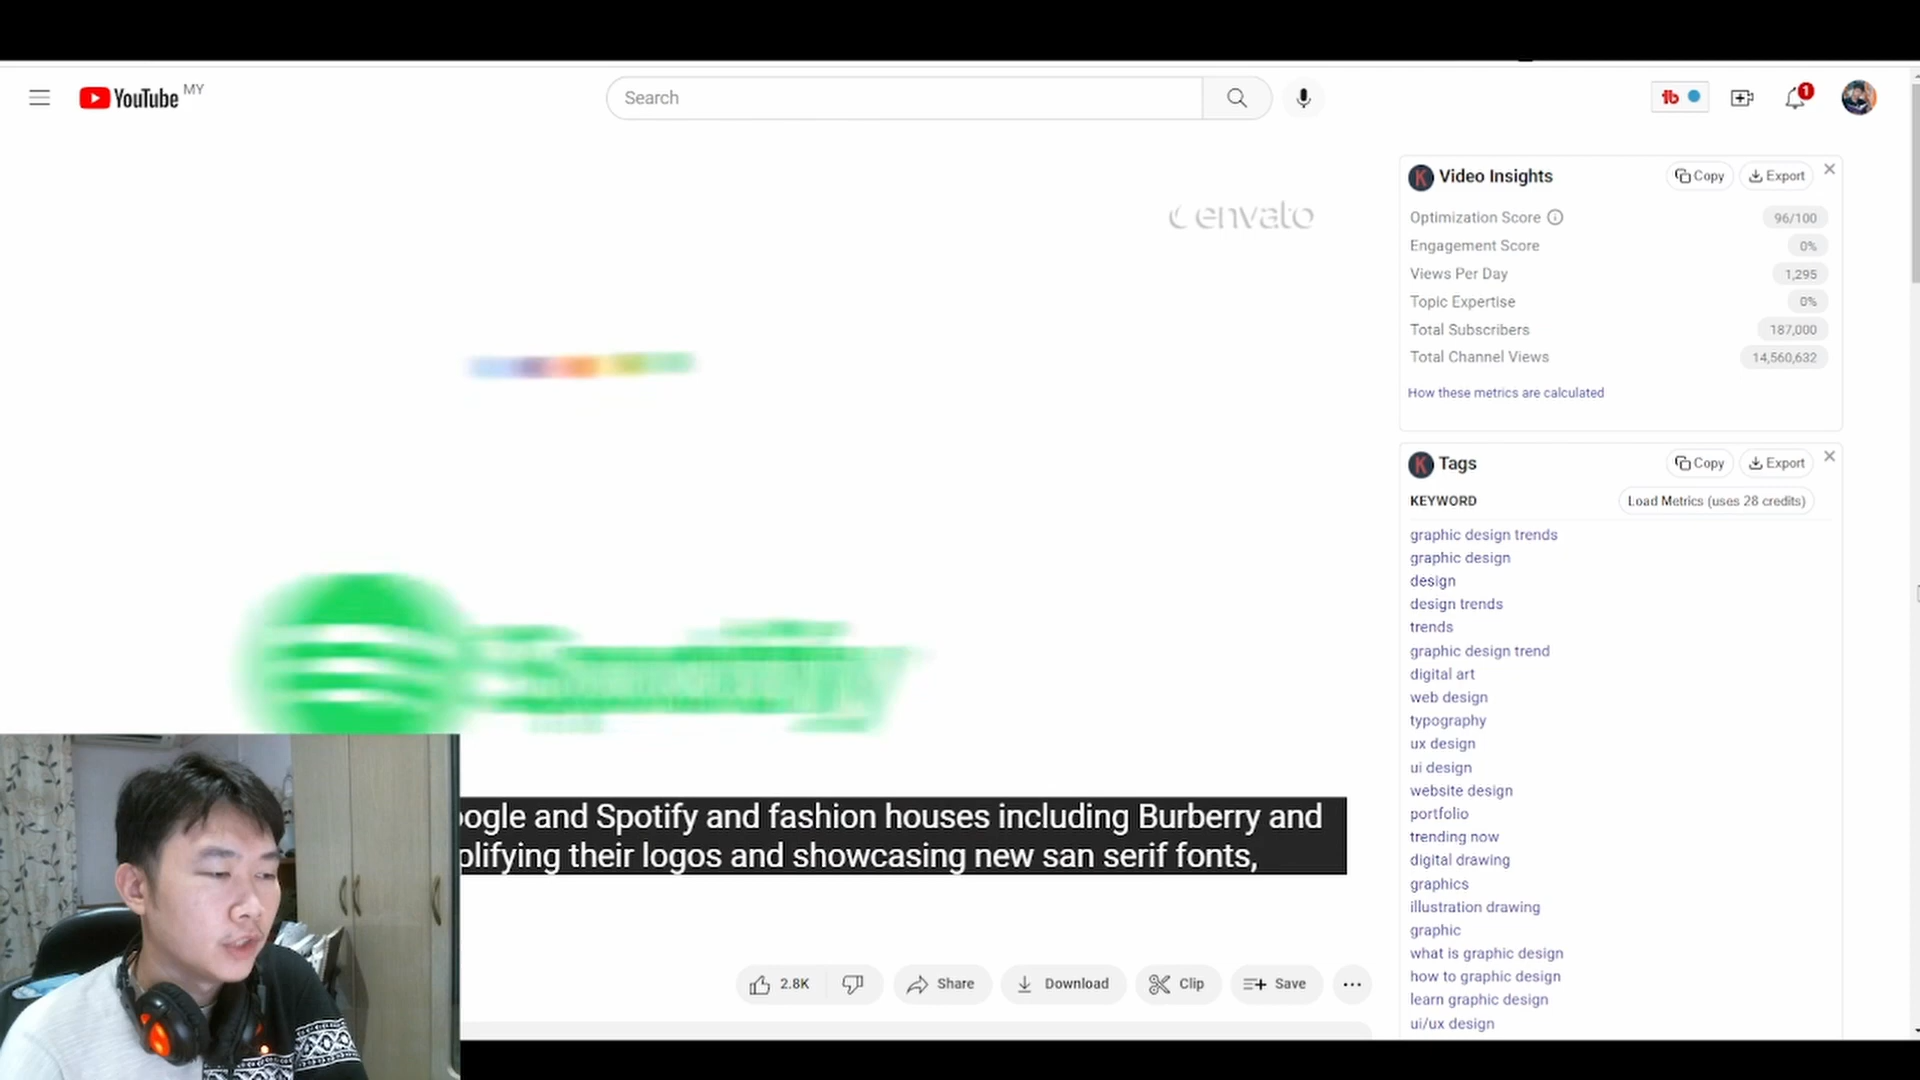 YouTube MY
Search
tb
1
envato
Spotify
oogle and Spotify and fashion houses including Burberry and
plifying their logos and showcasing new san serif fonts,
2.8K
Share
Download
Clip
Save
K Video Insights
Copy
Export
Optimization Score 96/100
Engagement Score 0%
Views Per Day 1,295
Topic Expertise 0%
Total Subscribers 187,000
Total Channel Views 14,560,632
How these metrics are calculated
K Tags
Copy
Export
KEYWORD
Load Metrics (uses 28 credits)
graphic design trends
graphic design
design
design trends
trends
graphic design trend
digital art
web design
typography
ux design
ui design
website design
portfolio
trending now
digital drawing
graphics
illustration drawing
graphic
what is graphic design
how to graphic design
learn graphic design
ui/ux design